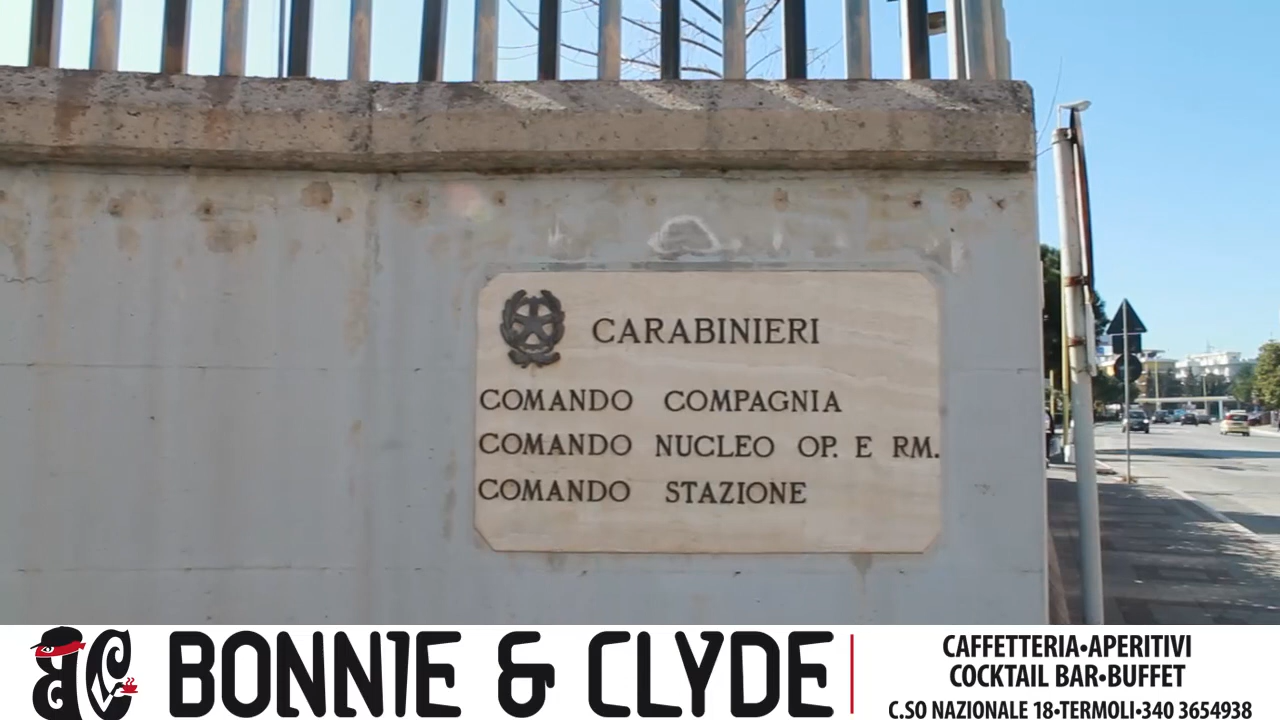 CARABINIERI
COMANDO COMPAGNIA
COMANDO NUCLEO OP. E RM.
COMANDO STAZIONE
BC
BONNIE & CLYDE
CAFFETTERIA•APERITIVI
COCKTAIL BAR•BUFFET
C.SO NAZIONALE 18•TERMOLI•340 3654938